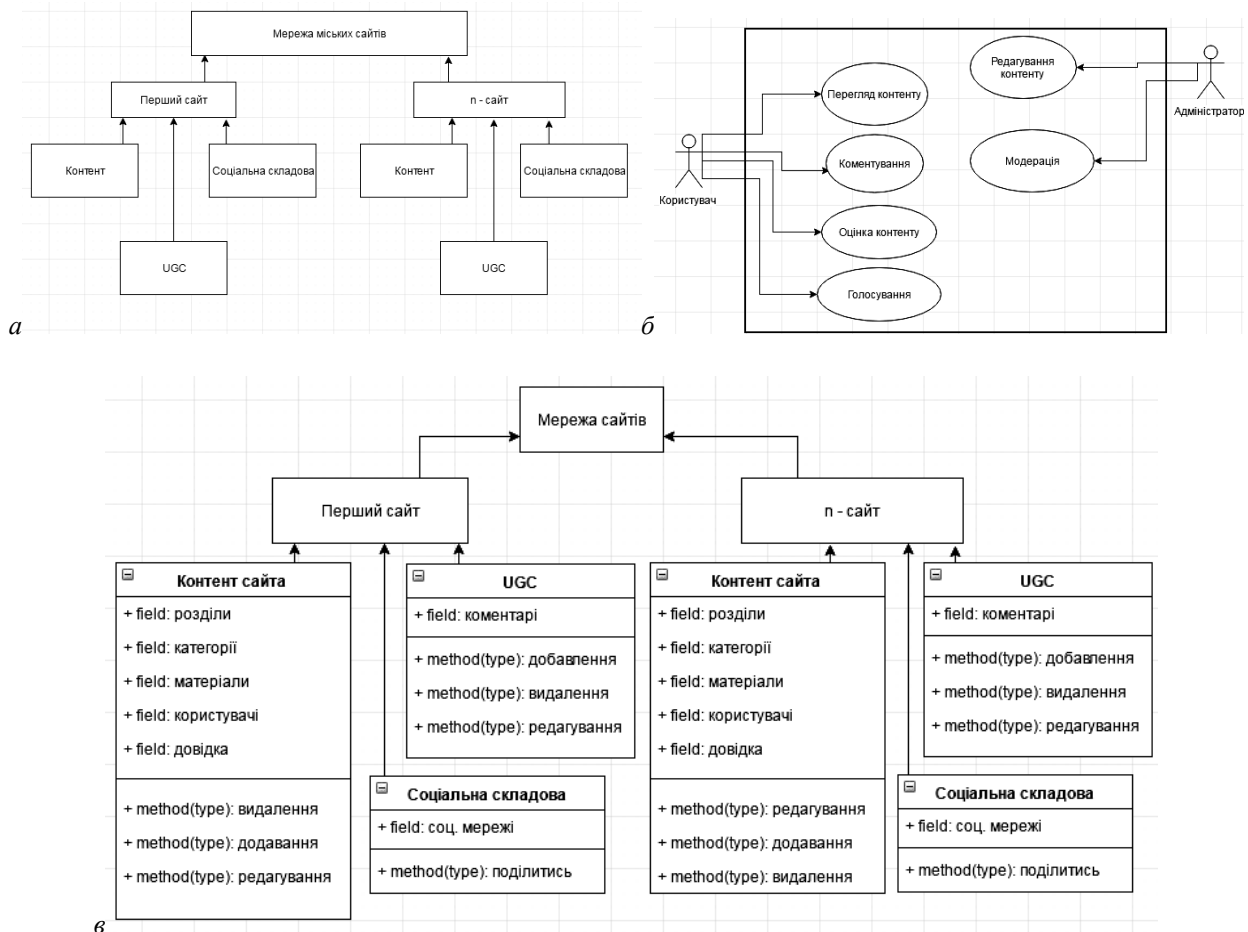 Мережа міських сайтів
Перший сайт
n - сайт
Контент
Соціальна складова
Контент
Соціальна складова
UGC
UGC
а
Редагування
контенту
Адміністратор
Перегляд контенту
Коментування
Модерація
Користувач
Оцінка контенту
Голосування
б
Мережа сайтів
Перший сайт
n - сайт
Контент сайта
+ field: розділи
+ field: категорії
+ field: матеріали
+ field: користувачі
+ field: довідка
+ method(type): видалення
+ method(type): додавання
+ method(type): редагування
UGC
+ field: коментарі
+ method(type): добавлення
+ method(type): видалення
+ method(type): редагування
Соціальна складова
+ field: соц. мережі
+ method(type): поділитись
Контент сайта
+ field: розділи
+ field: категорії
+ field: матеріали
+ field: користувачі
+ field: довідка
+ method(type): редагування
+ method(type): додавання
+ method(type): видалення
UGC
+ field: коментарі
+ method(type): добавлення
+ method(type): видалення
+ method(type): редагування
Соціальна складова
+ field: соц. мережі
+ method(type): поділитись
в